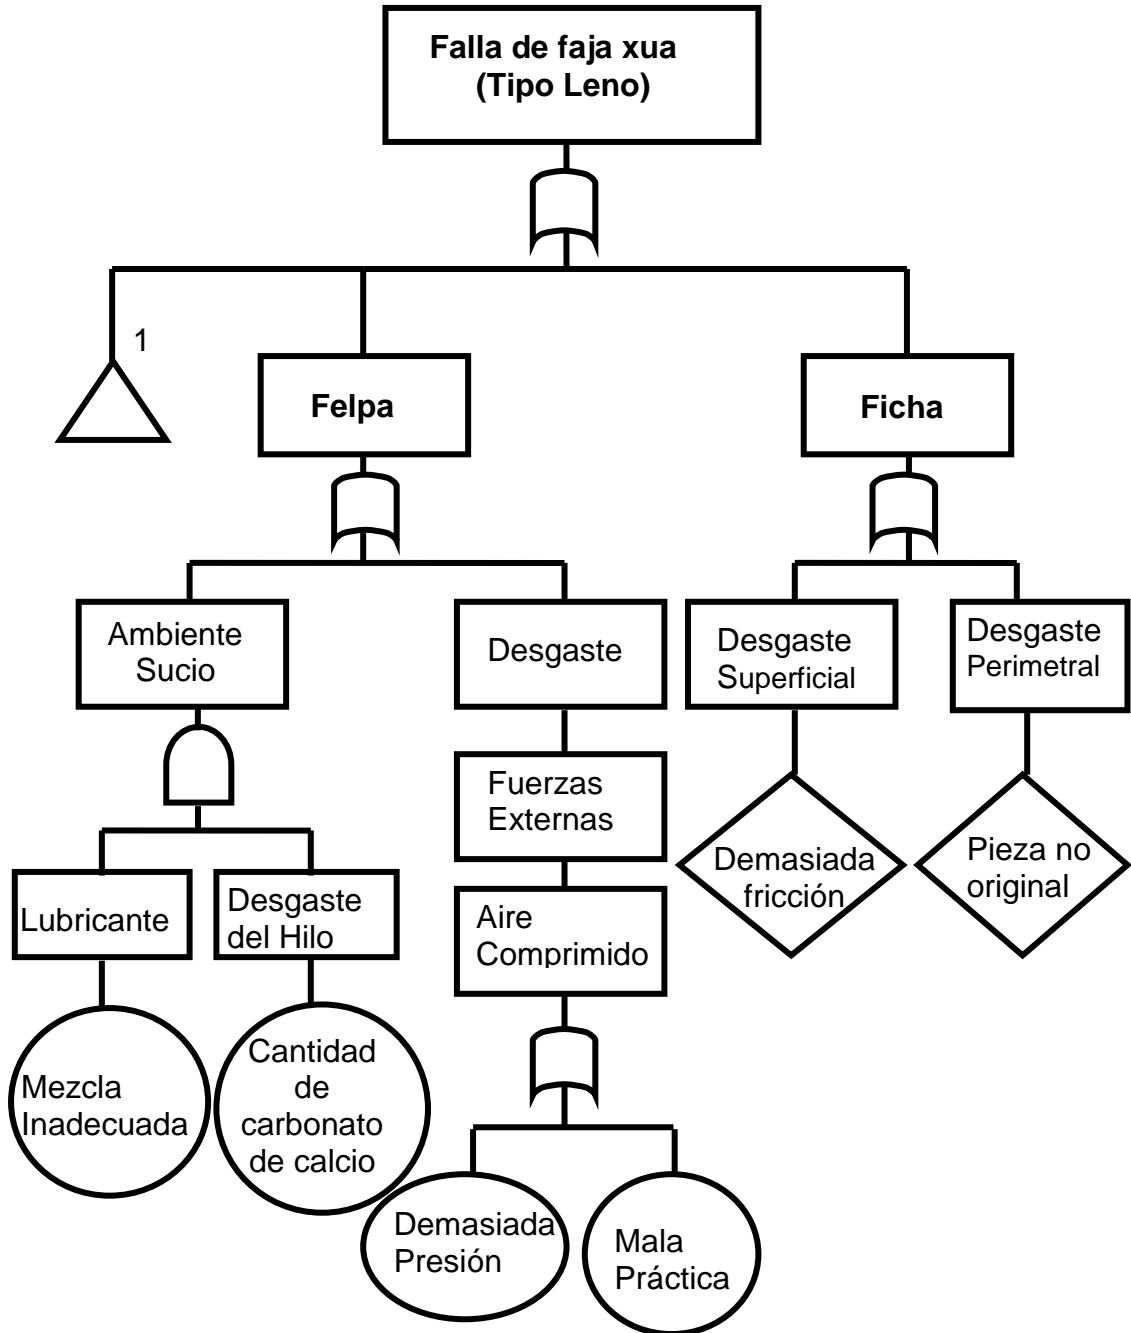 Falla de faja xua
(Tipo Leno)
1
Felpa
Ficha
Ambiente
Sucio
Desgaste
Desgaste
Superficial
Desgaste
Perimetral
Fuerzas
Externas
Demasiada
fricción
Pieza no
original
Lubricante
Desgaste
del Hilo
Aire
Comprimido
Mezcla
Inadecuada
Cantidad
de
carbonato
de calcio
Demasiada
Presión
Mala
Práctica